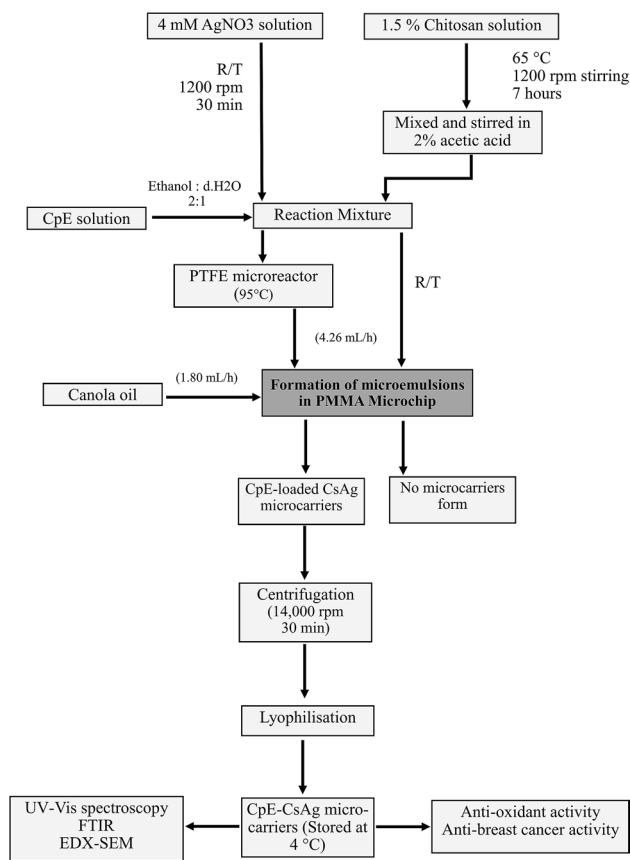 4 mM AgNO3 solution
1.5 % Chitosan solution
R/T
1200 rpm
30 min
65 °C
1200 rpm stirring
7 hours
Mixed and stirred in
2% acetic acid
Ethanol : d.H2O
2:1
CpE solution
Reaction Mixture
PTFE microreactor
(95°C)
R/T
(4.26 mL/h)
(1.80 mL/h)
Canola oil
Formation of microemulsions
in PMMA Microchip
CpE-loaded CsAg
microcarriers
No microcarriers
form
Centrifugation
(14,000 rpm
30 min)
Lyophilisation
UV-Vis spectroscopy
FTIR
EDX-SEM
CpE-CsAg micro-
carriers (Stored at
4 °C)
Anti-oxidant activity
Anti-breast cancer activity